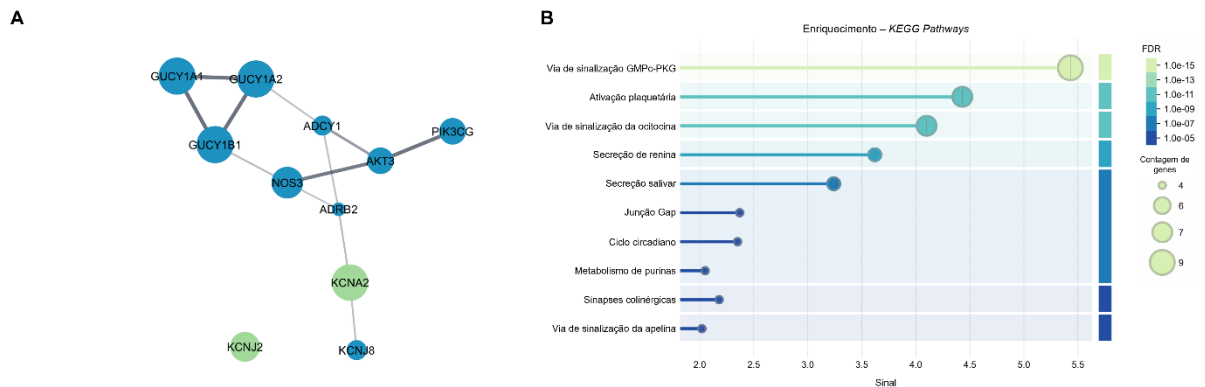 A
GUCY1A1
GUCY1A2
GUCY1B1
ADCY1
PIK3CG
AKT3
NOS3
ADRB2
KCNA2
KCNJ2
KCNJ8
B
Enriquecimento – KEGG Pathways
Via de sinalização GMPc-PKG
Ativação plaquetária
Via de sinalização da ocitocina
Secreção de renina
Secreção salivar
Junção Gap
Ciclo circadiano
Metabolismo de purinas
Sinapses colinérgicas
Via de sinalização da apelina
2.0 2.5 3.0 3.5 4.0 4.5 5.0 5.5
Sinal
FDR
1.0e-15
1.0e-13
1.0e-11
1.0e-09
1.0e-07
1.0e-05
Contagem de
genes
4
6
7
9